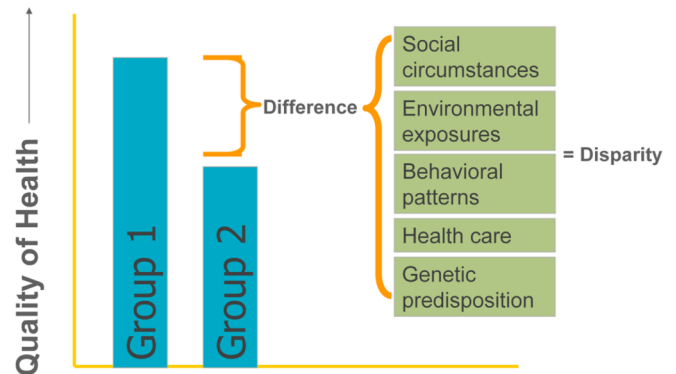 Quality of Health
Group 1
Group 2
Difference
Social
circumstances
Environmental
exposures
Behavioral
patterns
Health care
Genetic
predisposition
= Disparity